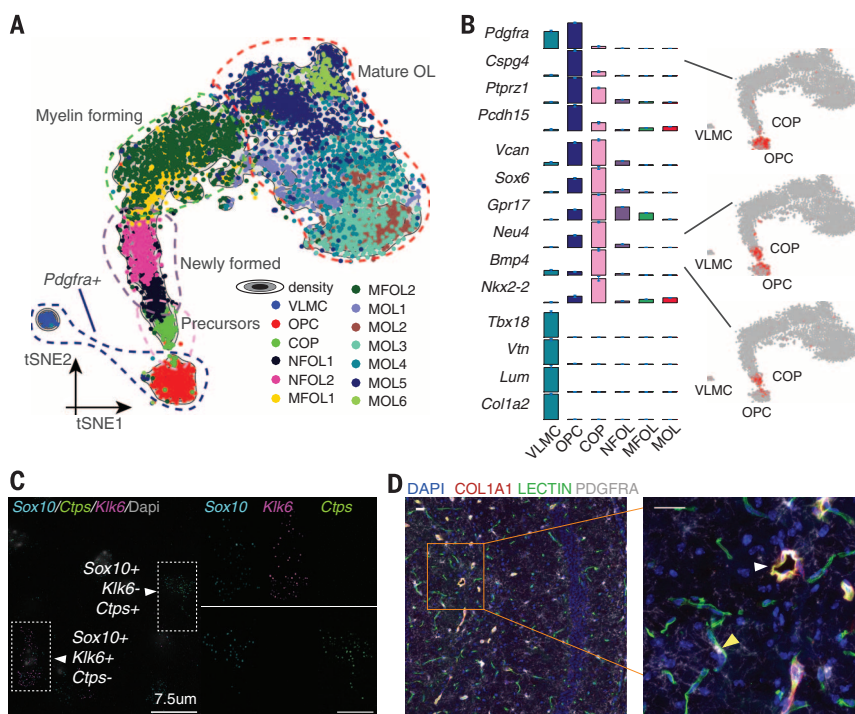 A
Myelin forming
Mature OL
Newly formed
Pdgfra+
Precursors
tSNE2
tSNE1
density
VLMC
OPC
COP
NFOL1
NFOL2
MFOL1
MFOL2
MOL1
MOL2
MOL3
MOL4
MOL5
MOL6
B
Pdgfra
Cspg4
Ptprz1
Pcdh15
Vcan
Sox6
Gpr17
Neu4
Bmp4
Nkx2-2
Tbx18
Vtn
Lum
Col1a2
VLMC
OPC
COP
NFOL
MFOL
MOL
COP
VLMC
OPC
COP
VLMC
OPC
VLMC
COP
OPC
C
Sox10/Ctps/Klk6/Dapi
Sox10
Klk6
Ctps
Sox10+
Klk6-
Ctps+
Sox10+
Klk6+
Ctps-
7.5um
D
DAPI COL1A1 LECTIN PDGFRA